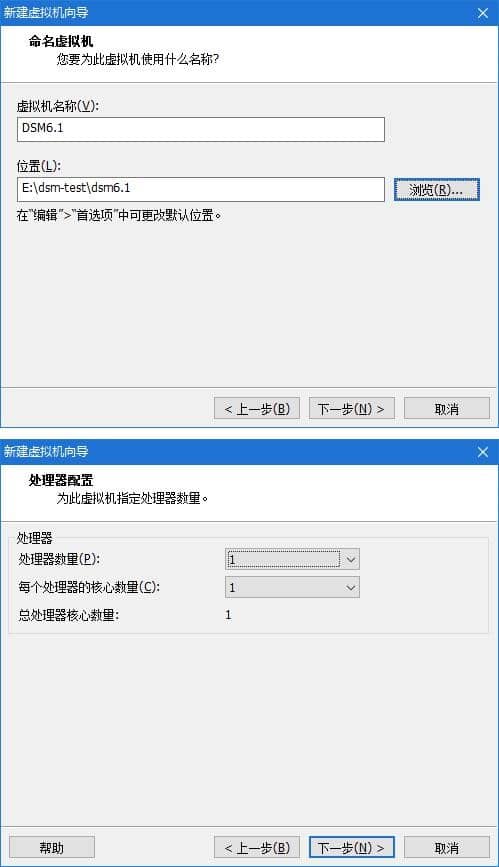 新建虚拟机向导
命名虚拟机
您要为此虚拟机使用什么名称?
虚拟机名称(V):
DSM6.1
位置(L):
E:\dsm-test\dsm6.1
浏览(R)...
在"编辑">"首选项"中可更改默认位置。
< 上一步(B)
下一步(N) >
取消
新建虚拟机向导
处理器配置
为此虚拟机指定处理器数量。
处理器
处理器数量(P):
1
每个处理器的核心数量(C):
1
总处理器核心数量:
1
帮助
< 上一步(B)
下一步(N) >
取消